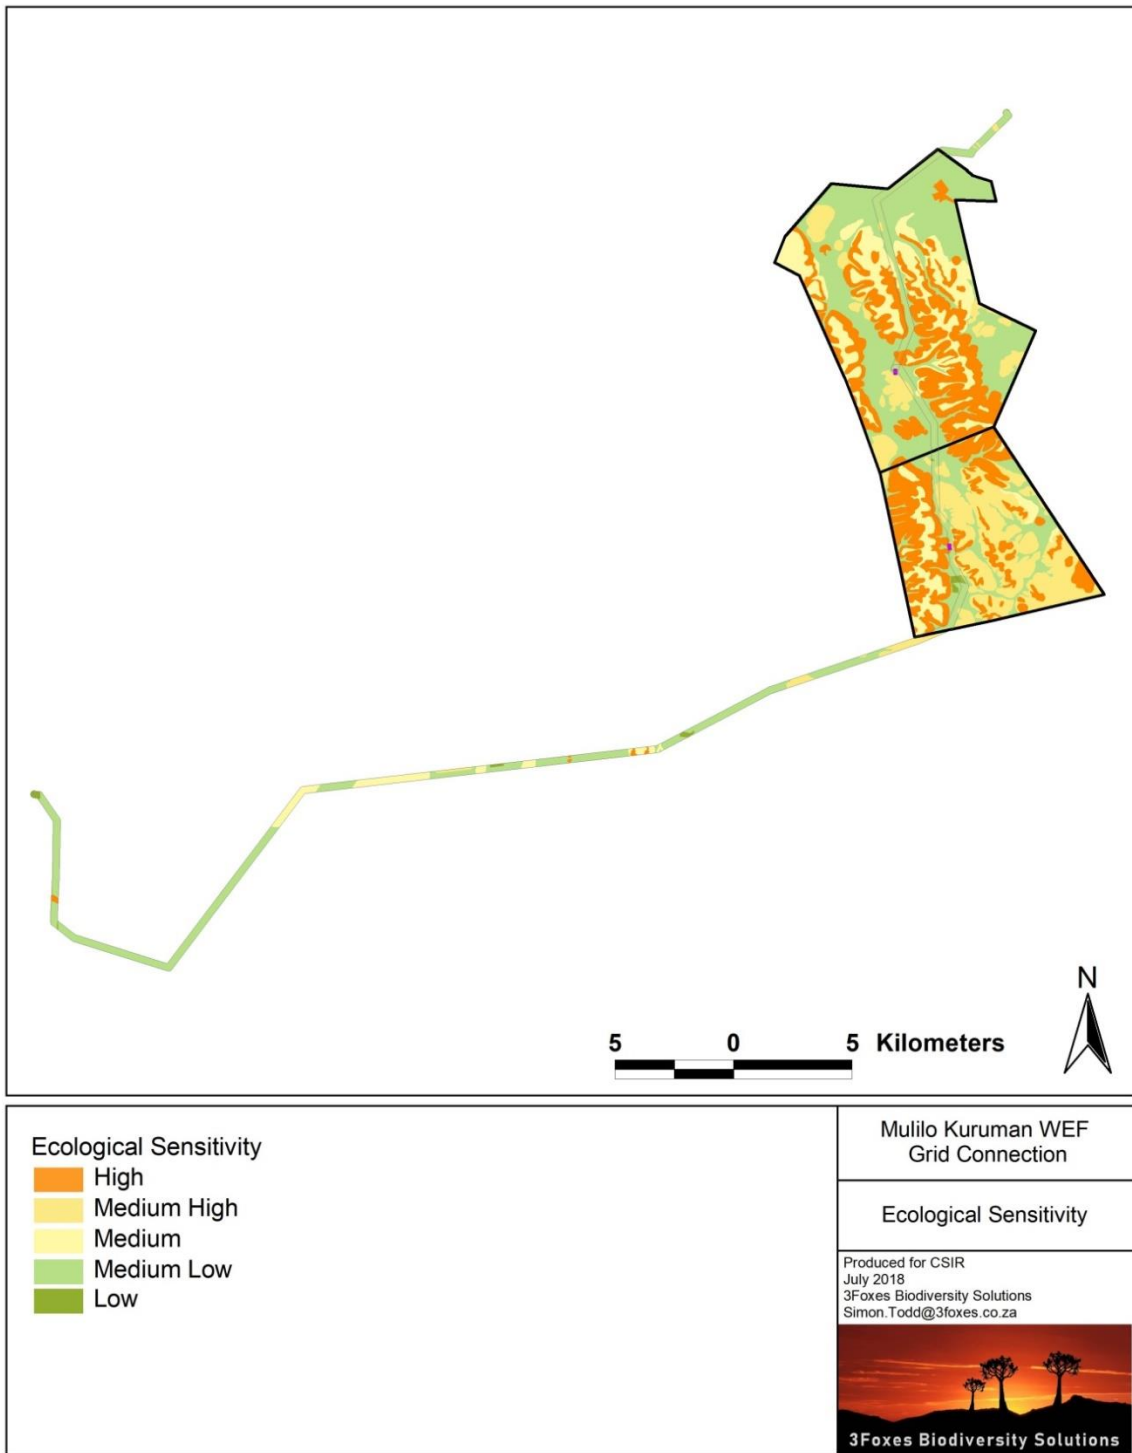 N
5 0 5 Kilometers
Ecological Sensitivity
High
Medium High
Medium
Medium Low
Low
Mulilo Kuruman WEF
Grid Connection
Ecological Sensitivity
Produced for CSIR
July 2018
3Foxes Biodiversity Solutions
Simon.Todd@3foxes.co.za
3Foxes Biodiversity Solutions